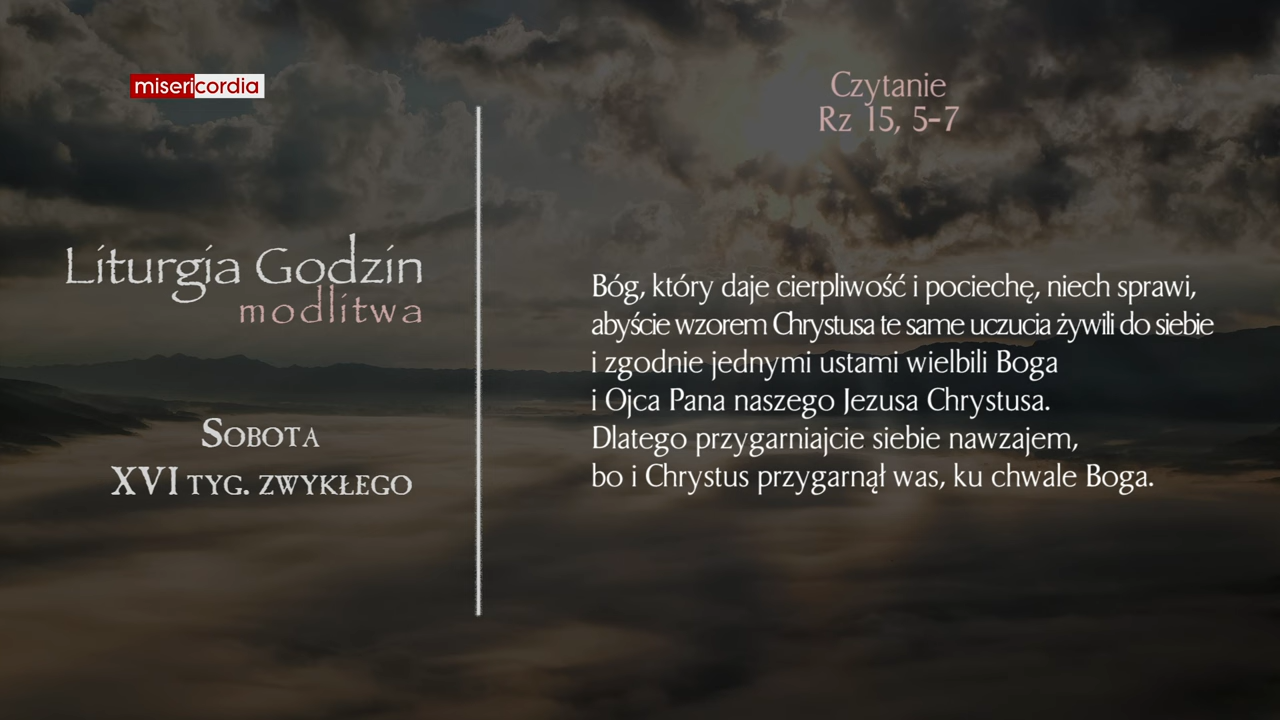 misericordia
Liturgia Godzin
modlitwa
SOBOTA
XVI TYG. ZWYKŁEGO
Czytanie
Rz 15, 5-7
Bóg, który daje cierpliwość i pociechę, niech sprawi,
abyście wzorem Chrystusa te same uczucia żywili do siebie
i zgodnie jednymi ustami wielbili Boga
i Ojca Pana naszego Jezusa Chrystusa.
Dlatego przygarniajcie siebie nawzajem,
bo i Chrystus przygarnął was, ku chwale Boga.